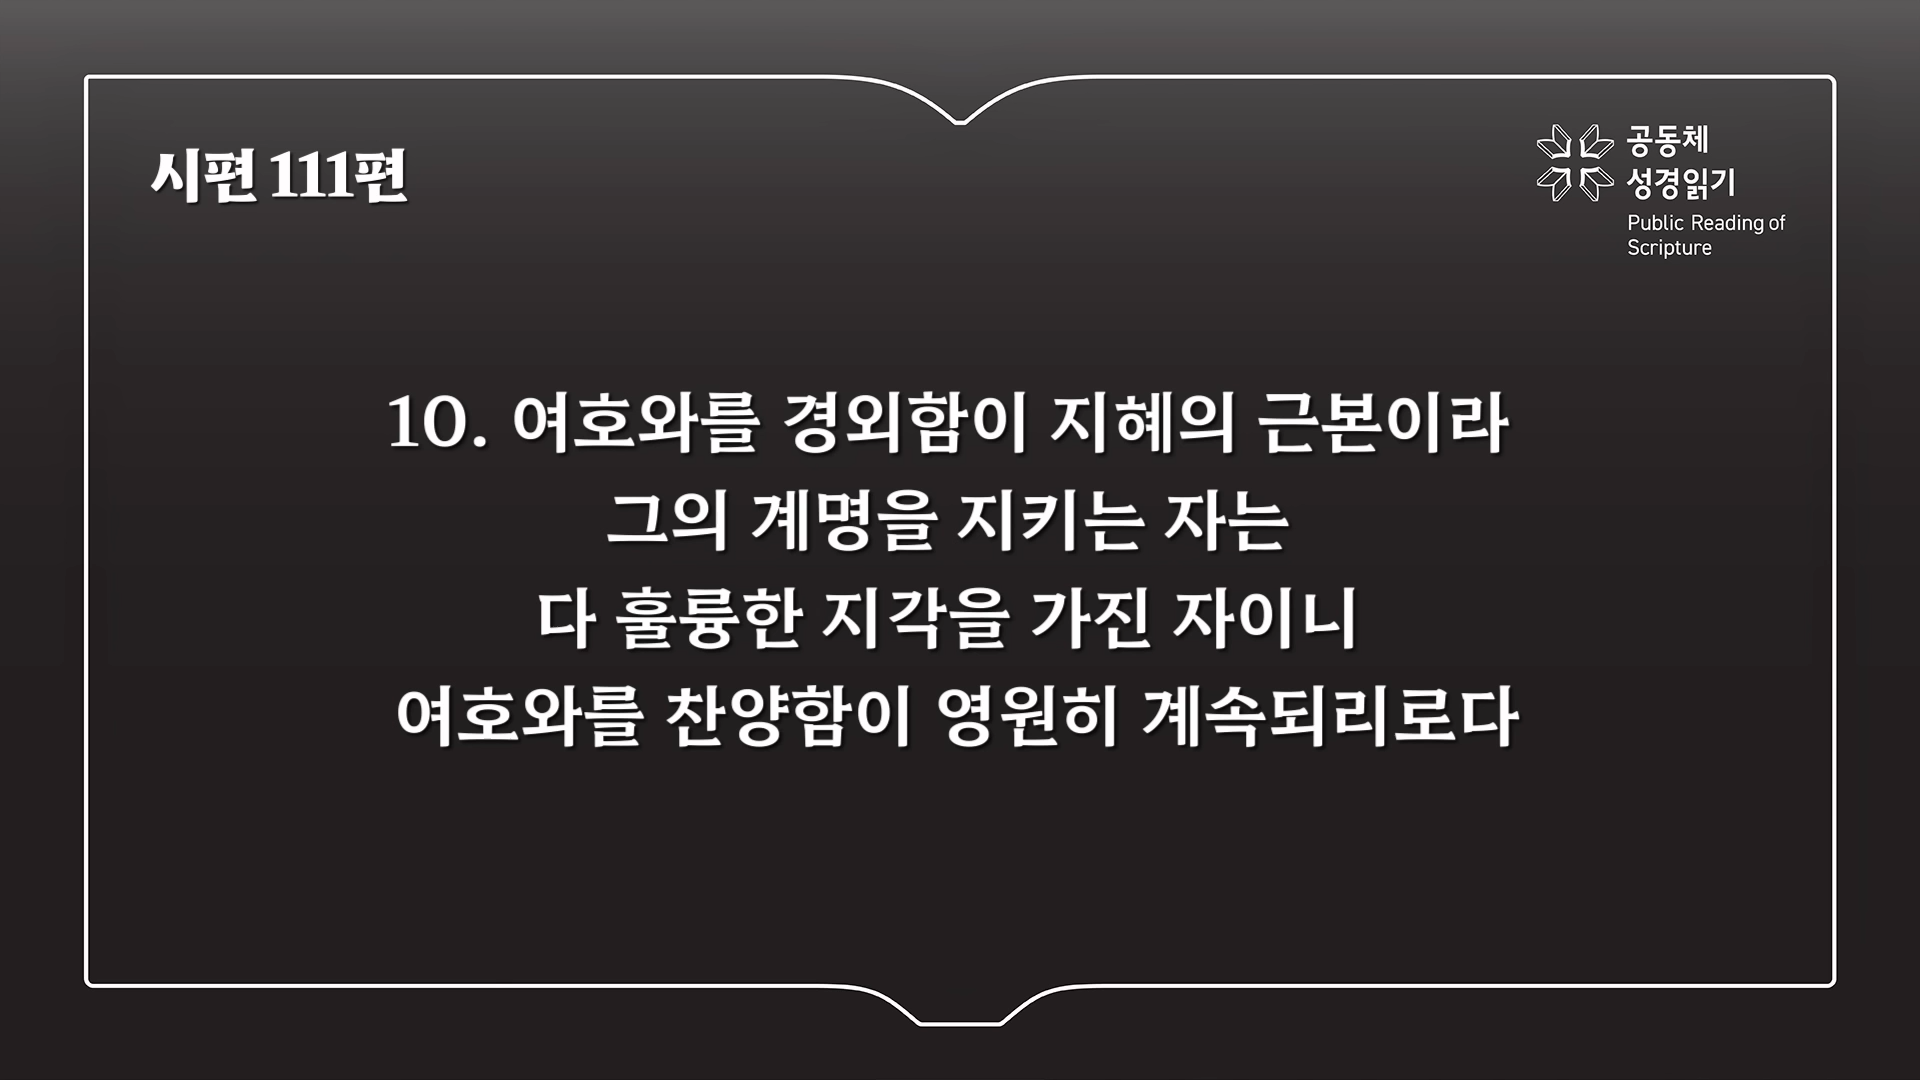 시편 111편
공동체
성경읽기
Public Reading of
Scripture
10. 여호와를 경외함이 지혜의 근본이라
그의 계명을 지키는 자는
다 훌륭한 지각을 가진 자이니
여호와를 찬양함이 영원히 계속되리로다